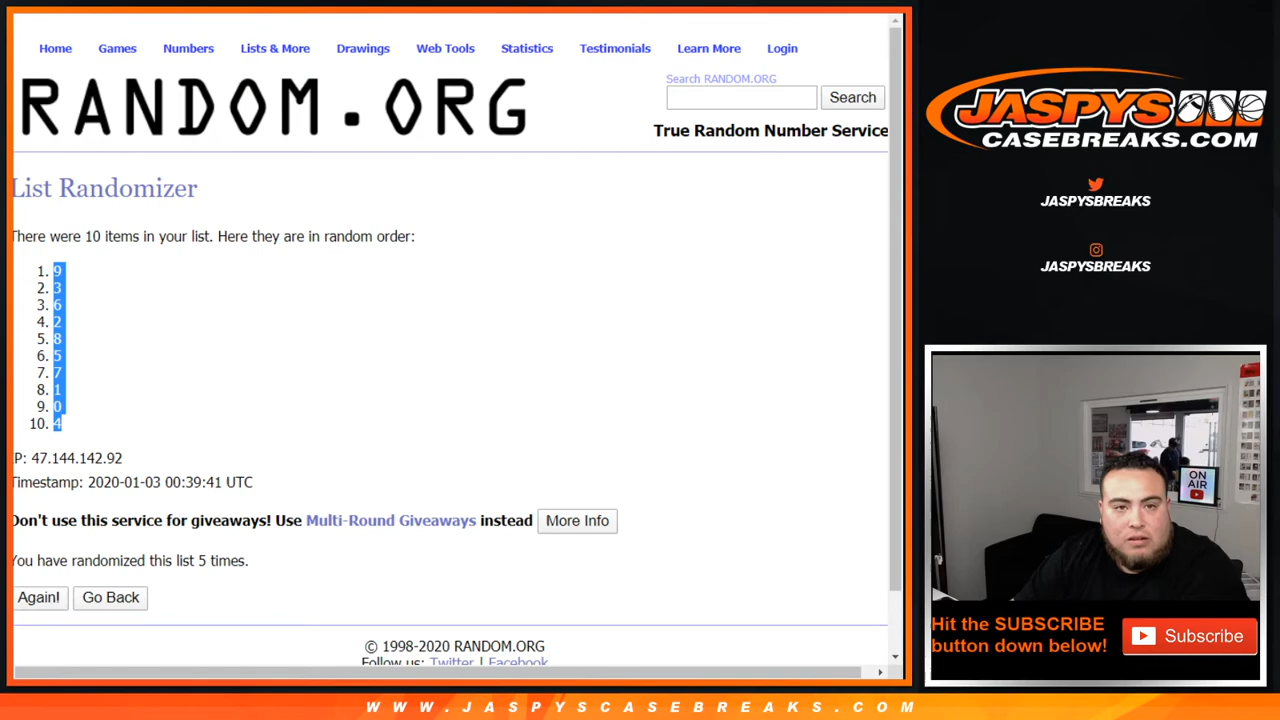 Home Games Numbers Lists & More Drawings Web Tools Statistics Testimonials Learn More Login
RANDOM.ORG
Search RANDOM.ORG
Search
True Random Number Service
List Randomizer
There were 10 items in your list. Here they are in random order:
1. 9
2. 3
3. 6
4. 2
5. 8
6. 5
7. 7
8. 1
9. 0
10. 4
IP: 47.144.142.92
Timestamp: 2020-01-03 00:39:41 UTC
Don't use this service for giveaways! Use Multi-Round Giveaways instead More Info
You have randomized this list 5 times.
Again! Go Back
© 1998-2020 RANDOM.ORG
Follow us: Twitter | Facebook
JASPYS
CASEBREAKS.COM
JASPYSBREAKS
JASPYSBREAKS
ON
AIR
Hit the SUBSCRIBE
button down below!
Subscribe
WWW.JASPYSCASEBREAKS.COM